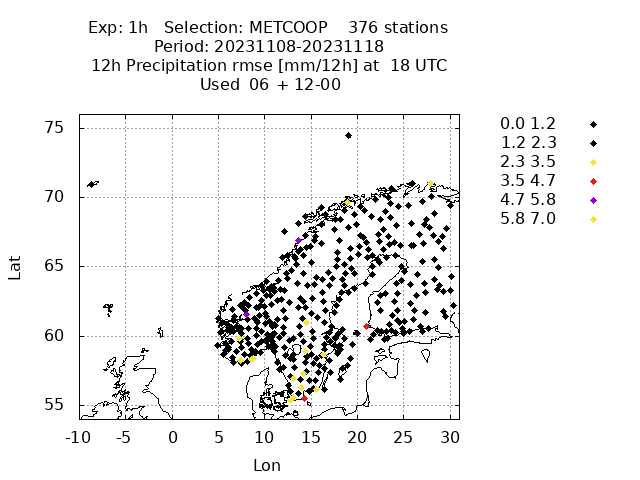 Exp: 1h Selection: METCOOP 376 stations
Period: 20231108-20231118
12h Precipitation rmse [mm/12h] at 18 UTC
Used 06 + 12-00
0.0 1.2
1.2 2.3
2.3 3.5
3.5 4.7
4.7 5.8
5.8 7.0
75
70
65
60
55
Lat
-10 -5 0 5 10 15 20 25 30
Lon